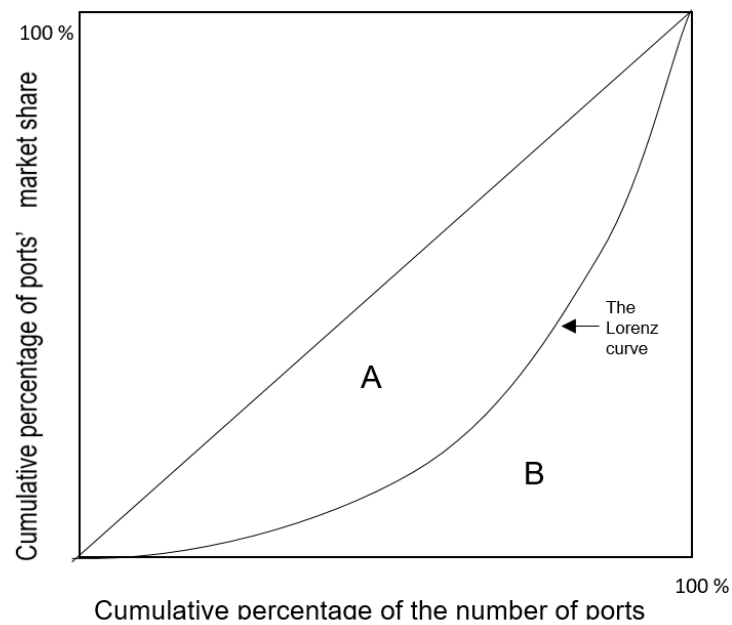 100 %
Cumulative percentage of ports' market share
The
Lorenz
curve
A
B
100 %
Cumulative percentage of the number of ports